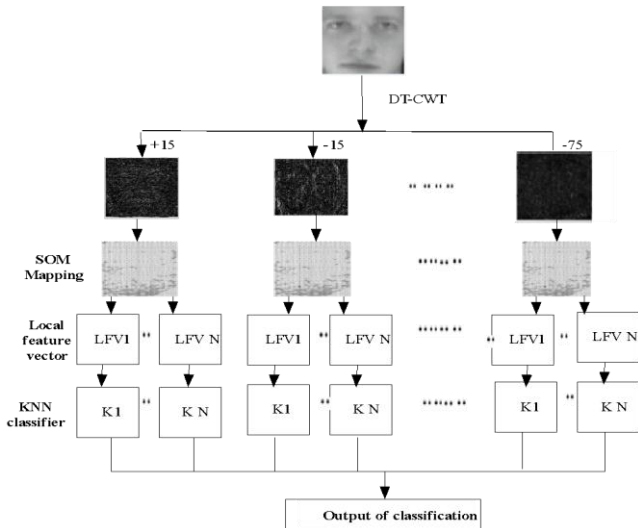 DT-CWT
+15 -15 -75
SOM
Mapping
Local
feature
vector
LFV1 LFV N LFV1 LFV N LFV1 LFV N
KNN
classifier
K1 K N K1 K N K1 K N
Output of classification